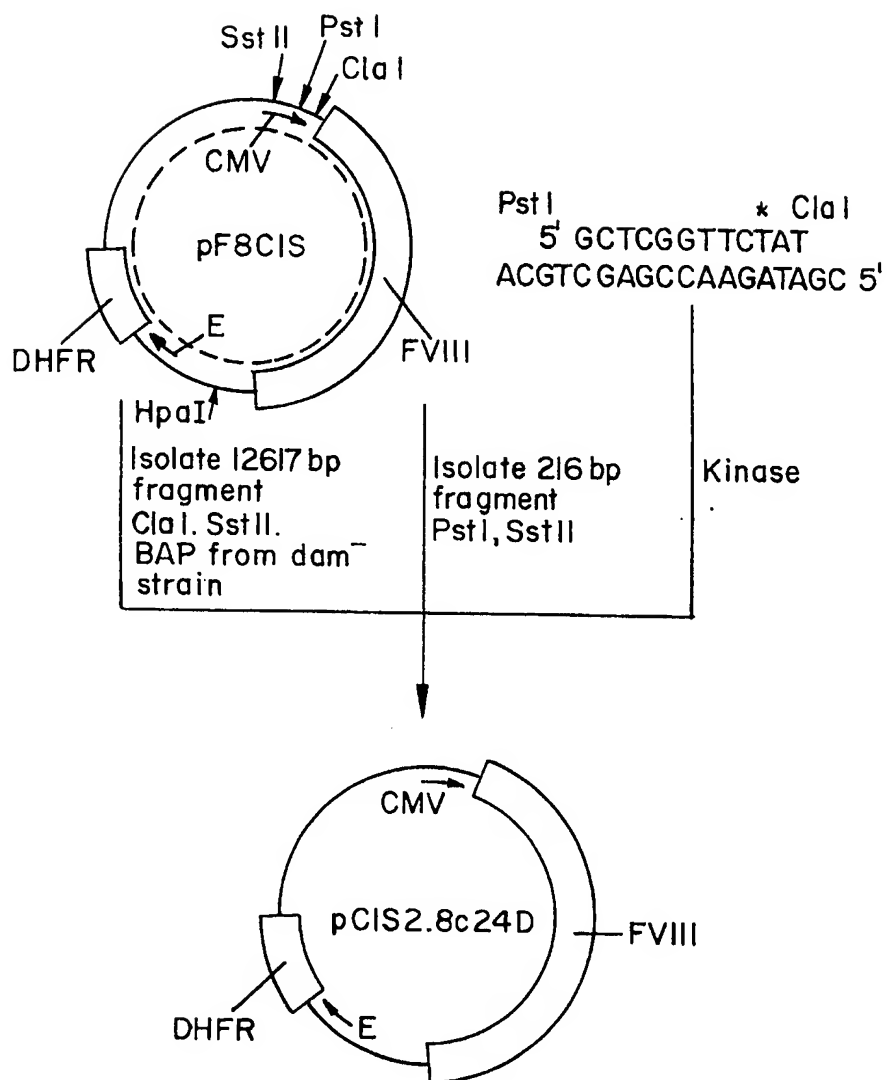 Sst II
Pst I
Cla I
CMV
pF8CIS
DHFR
E
FVIII
HpaI
Pst I * Cla I
5' GCTCGGTTCTAT
ACGTCGAGCCAAGATAGC 5'
Isolate 12617 bp
fragment
Cla I. Sst II.
BAP from dam⁻
strain
Isolate 216 bp
fragment
Pst I, Sst II
Kinase
CMV
pCIS2.8c24D
FVIII
DHFR
E